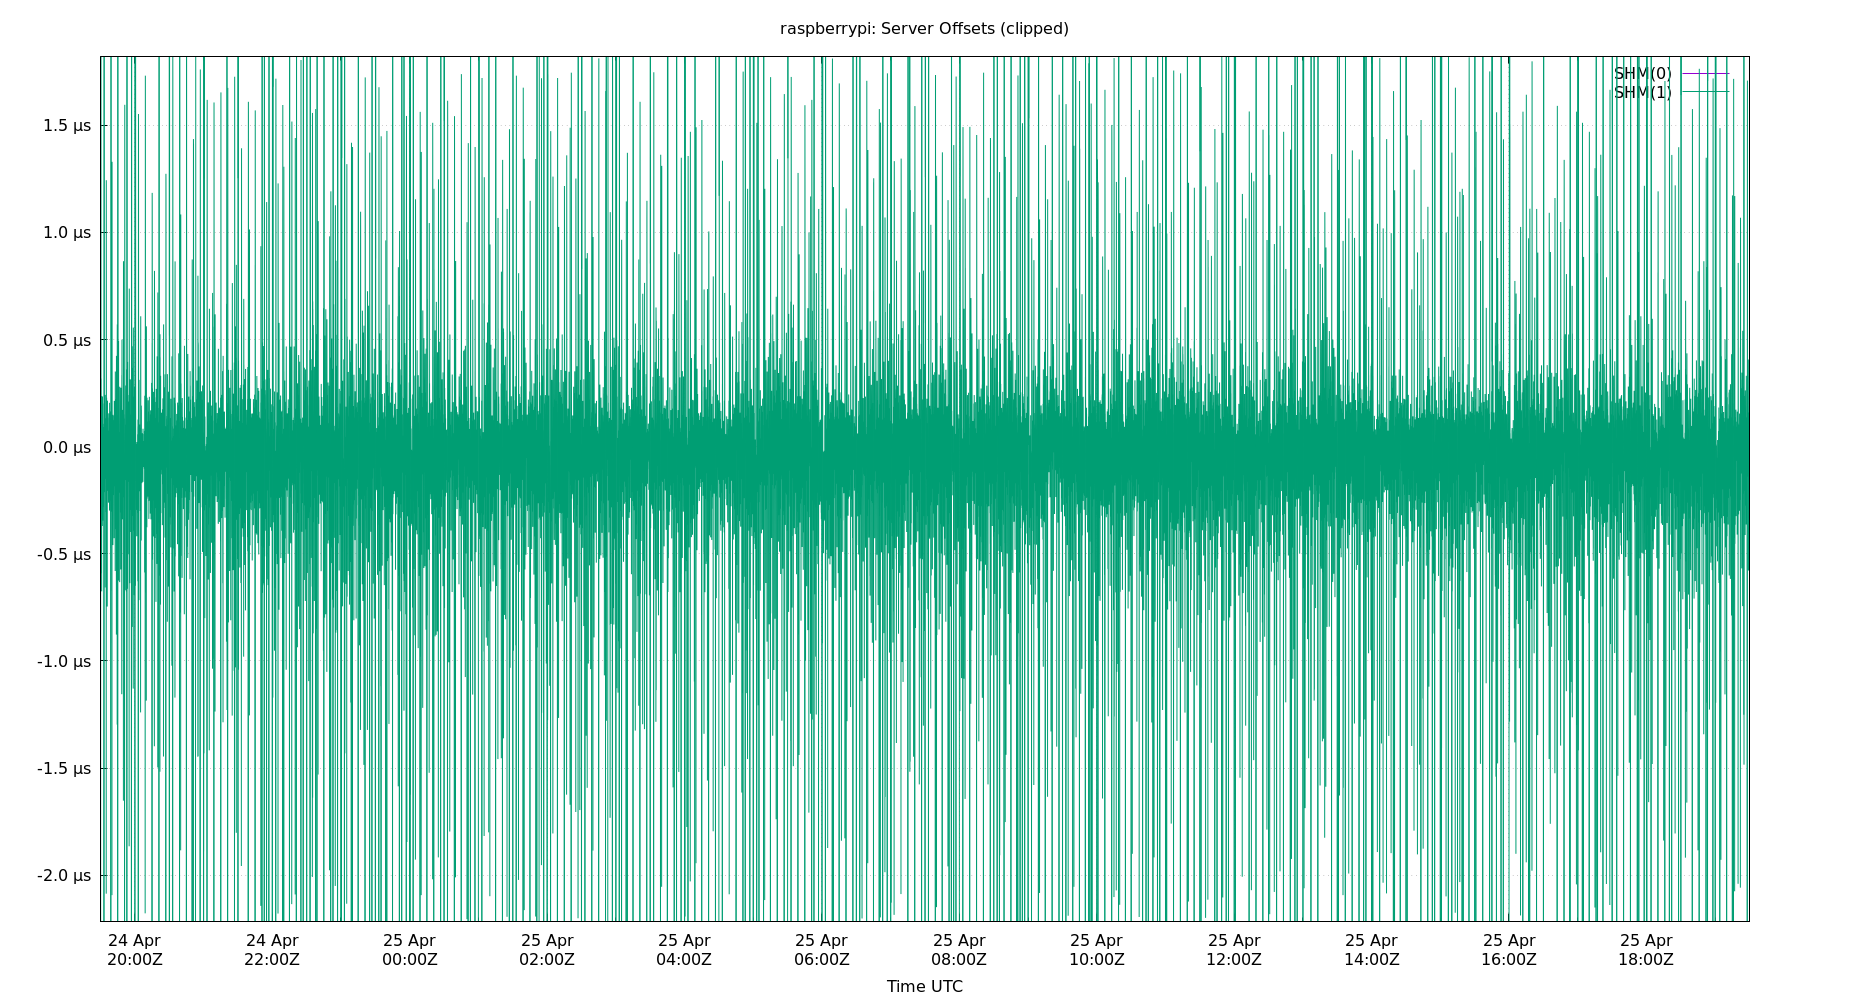 raspberrypi: Server Offsets (clipped)
SHM(0)
SHM(1)
1.5 µs
1.0 µs
0.5 µs
0.0 µs
-0.5 µs
-1.0 µs
-1.5 µs
-2.0 µs
24 Apr 24 Apr 25 Apr 25 Apr 25 Apr 25 Apr 25 Apr 25 Apr 25 Apr 25 Apr 25 Apr 25 Apr
20:00Z 22:00Z 00:00Z 02:00Z 04:00Z 06:00Z 08:00Z 10:00Z 12:00Z 14:00Z 16:00Z 18:00Z
Time UTC